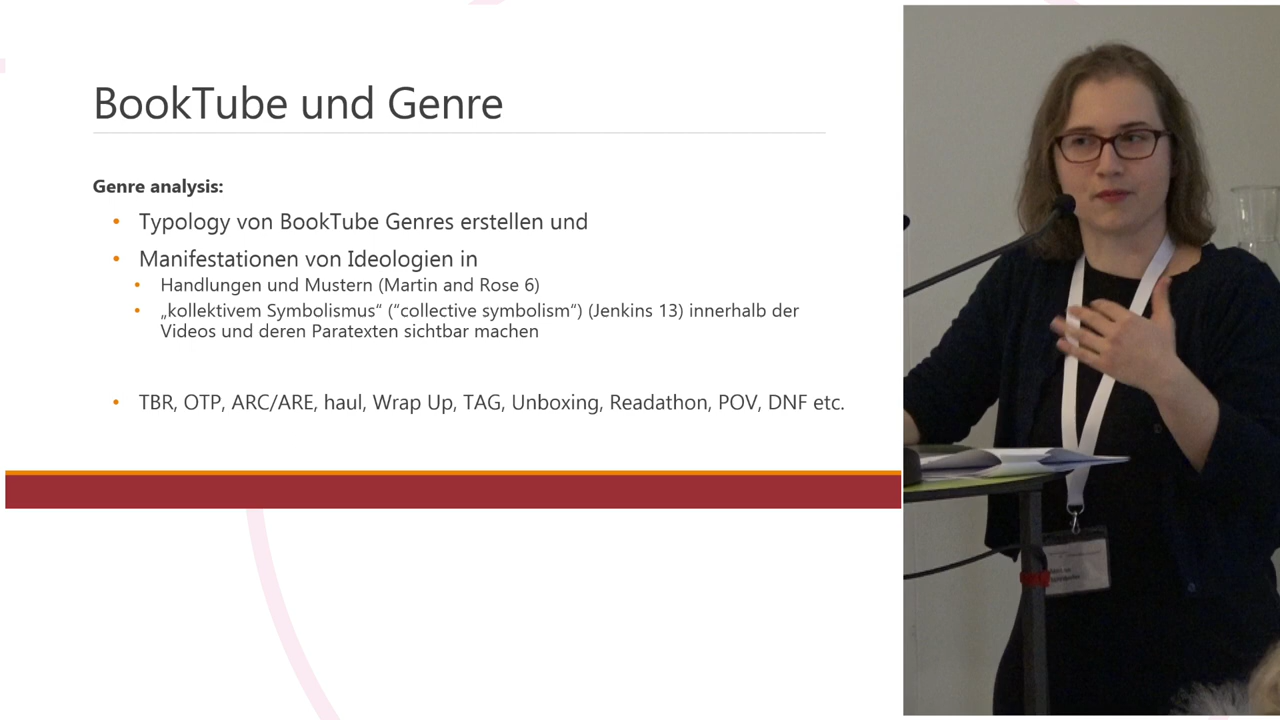 BookTube und Genre
Genre analysis:
• Typology von BookTube Genres erstellen und
• Manifestationen von Ideologien in
• Handlungen und Mustern (Martin and Rose 6)
• „kollektivem Symbolismus“ (“collective symbolism“) (Jenkins 13) innerhalb der
Videos und deren Paratexten sichtbar machen
• TBR, OTP, ARC/ARE, haul, Wrap Up, TAG, Unboxing, Readathon, POV, DNF etc.